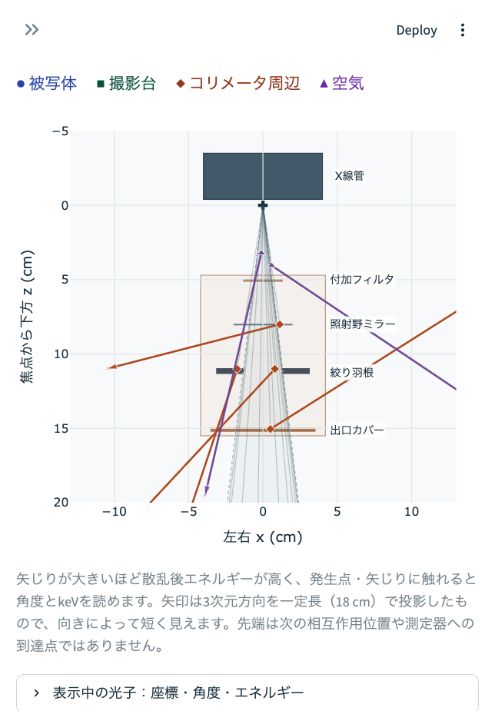 Deploy
被写体 撮影台 コリメータ周辺 空気
−5
X線管
0
5
付加フィルタ
照射野ミラー
10
絞り羽根
15
出口カバー
20
−10 −5 0 5 10
焦点から下方 z (cm)
左右 x (cm)
矢じりが大きいほど散乱後エネルギーが高く、発生点・矢じりに触れると
角度とkeVを読めます。矢印は3次元方向を一定長（18 cm）で投影したも
ので、向きによって短く見えます。先端は次の相互作用位置や測定器への
到達点ではありません。
表示中の光子：座標・角度・エネルギー